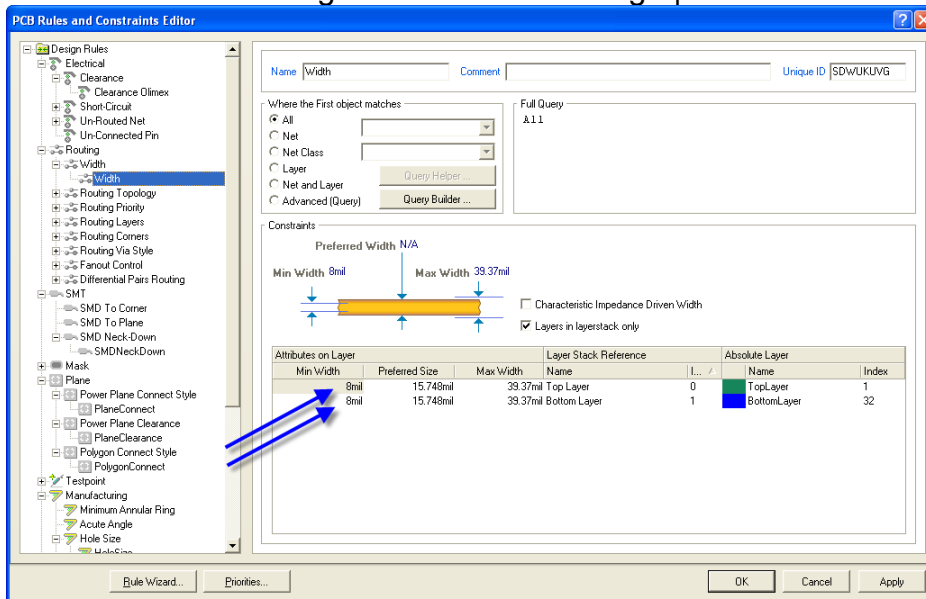 PCB Rules and Constraints Editor
Design Rules
Electrical
Clearance
Clearance Olimex
Short-Circuit
Un-Routed Net
Un-Connected Pin
Routing
Width
Width
Routing Topology
Routing Priority
Routing Layers
Routing Corners
Routing Via Style
Fanout Control
Differential Pairs Routing
SMT
SMD To Corner
SMD To Plane
SMD Neck-Down
SMDNeckDown
Mask
Plane
Power Plane Connect Style
PlaneConnect
Power Plane Clearance
PlaneClearance
Polygon Connect Style
PolygonConnect
Testpoint
Manufacturing
Minimum Annular Ring
Acute Angle
Hole Size
HoleSize
Name Width Comment Unique ID SDWUKUVG
Where the First object matches
All
Net
Net Class
Layer
Net and Layer
Advanced (Query)
Query Helper ...
Query Builder ...
Full Query
All
Constraints
Preferred Width N/A
Min Width 8mil Max Width 39.37mil
Characteristic Impedance Driven Width
Layers in layerstack only
Attributes on Layer Layer Stack Reference Absolute Layer
Min Width Preferred Size Max Width Name I... Name Index
8mil 15.748mil 39.37mil Top Layer 0 TopLayer 1
8mil 15.748mil 39.37mil Bottom Layer 1 BottomLayer 32
Rule Wizard... Priorities... OK Cancel Apply